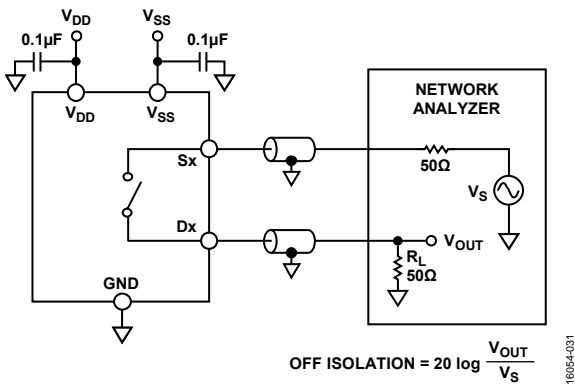 V_DD
V_SS
0.1µF
0.1µF
V_DD
V_SS
NETWORK
ANALYZER
Sx
50Ω
V_S
Dx
V_OUT
R_L
50Ω
GND
OFF ISOLATION = 20 log V_OUT / V_S
16054-031